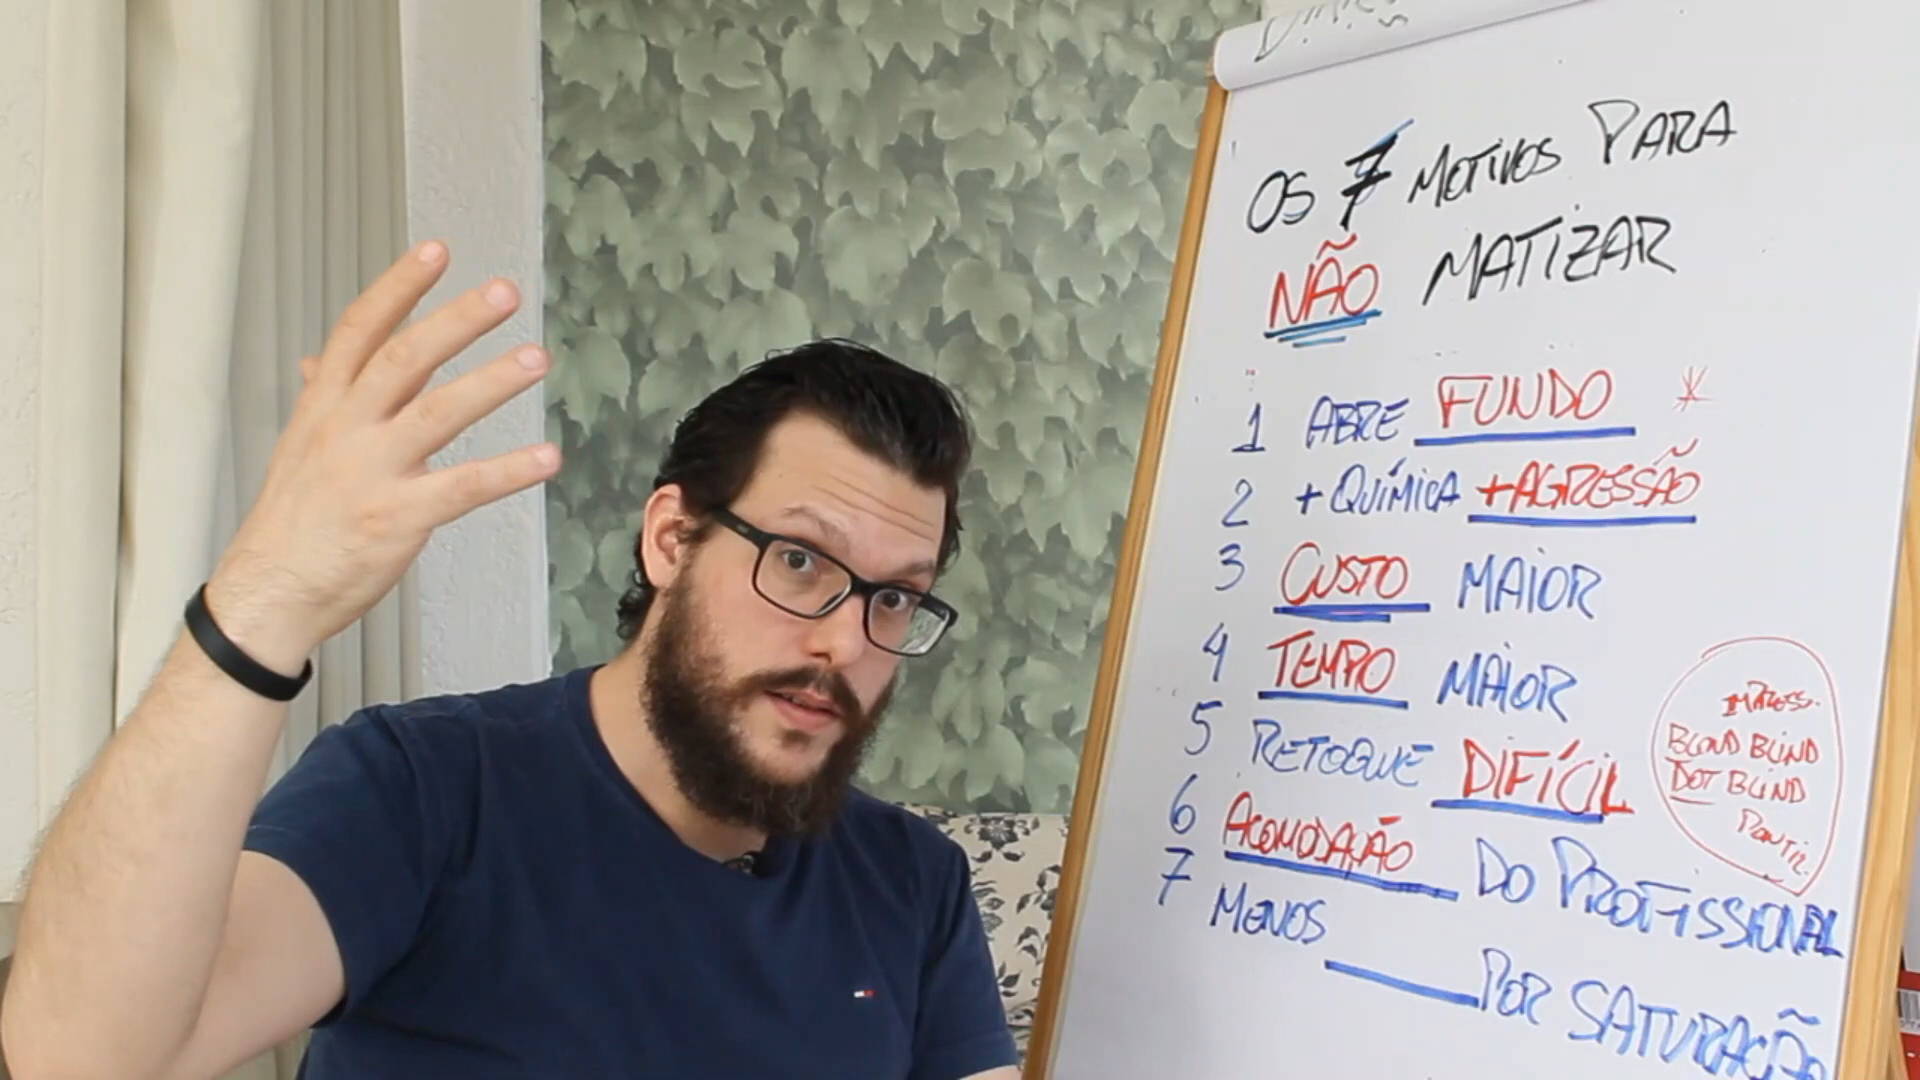 OS 7 MOTIVOS PARA
NÃO MATIZAR
1 ABRE FUNDO *
2 + QUÍMICA + AGRESSÃO
3 CUSTO MAIOR
4 TEMPO MAIOR
5 RETOQUE DIFÍCIL
6 ACOMODAÇÃO DO PROFISSIONAL
7 MENOS ____ POR SATURAÇÃO
BLOND BLIND
DOT BLIND